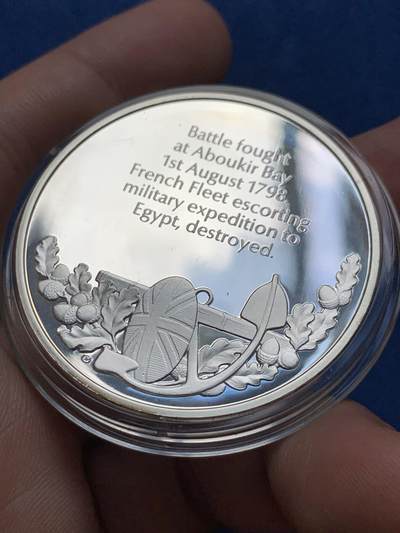 Battle fought
at Aboukir Bay
1st August 1798.
French Fleet escorting
military expedition to
Egypt, destroyed.